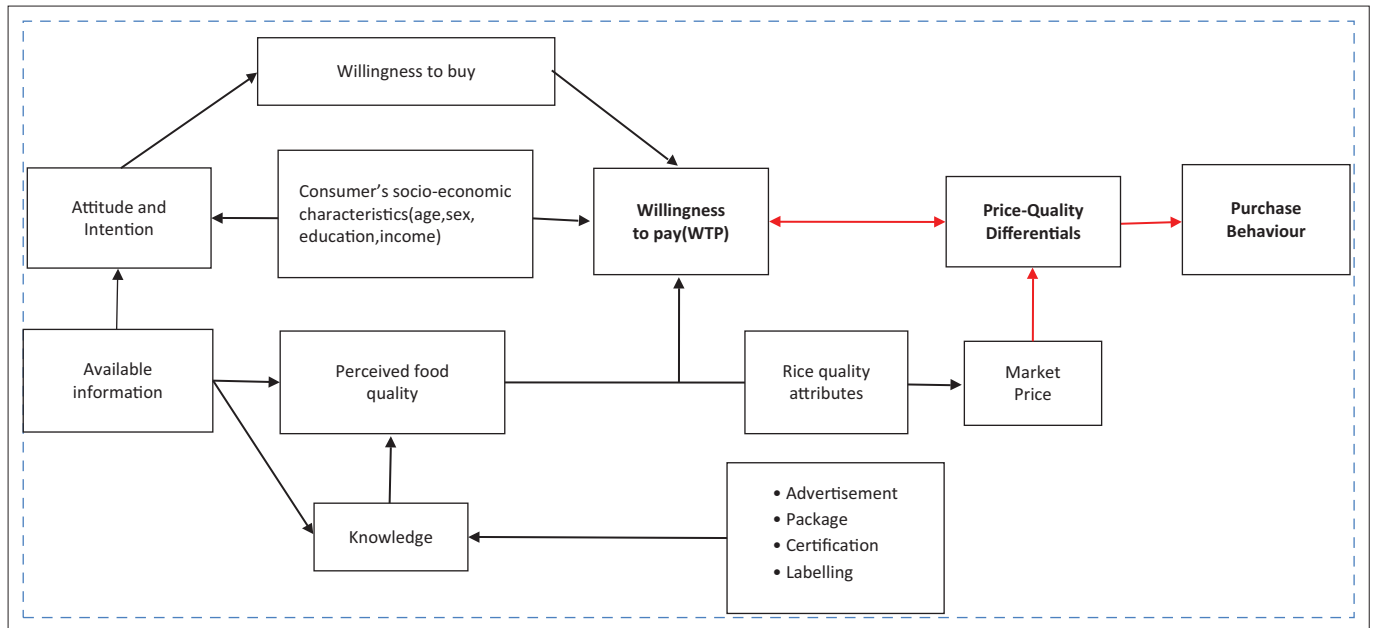 Willingness to buy
Attitude and
Intention
Consumer's socio-economic
characteristics(age,sex,
education,income)
Willingness
to pay(WTP)
Price-Quality
Differentials
Purchase
Behaviour
Available
information
Perceived food
quality
Rice quality
attributes
Market
Price
Knowledge
• Advertisement
• Package
• Certification
• Labelling